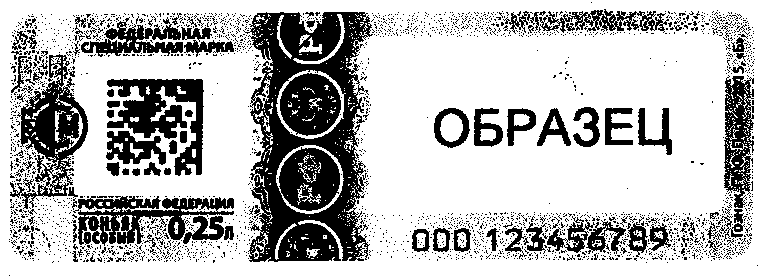 ФЕДЕРАЛЬНАЯ
СПЕЦИАЛЬНАЯ МАРКА
РОССИЙСКАЯ ФЕДЕРАЦИЯ
КОНЬЯК
(ОСОБЫЙ)
0,25л
ОБРАЗЕЦ
000 123456789